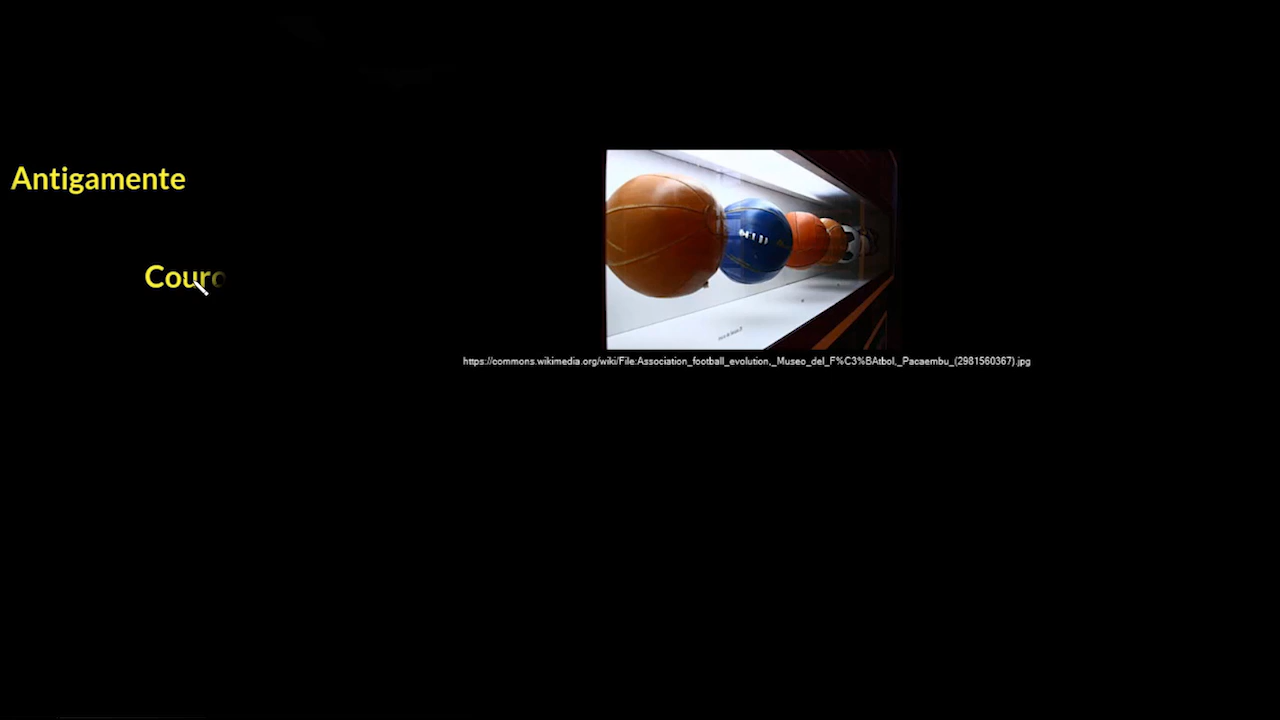 Antigamente
Couro
https://commons.wikimedia.org/wiki/File:Association_football_evolution,_Museo_del_F%C3%BAtbol,_Pacaembu_(2981560367).jpg